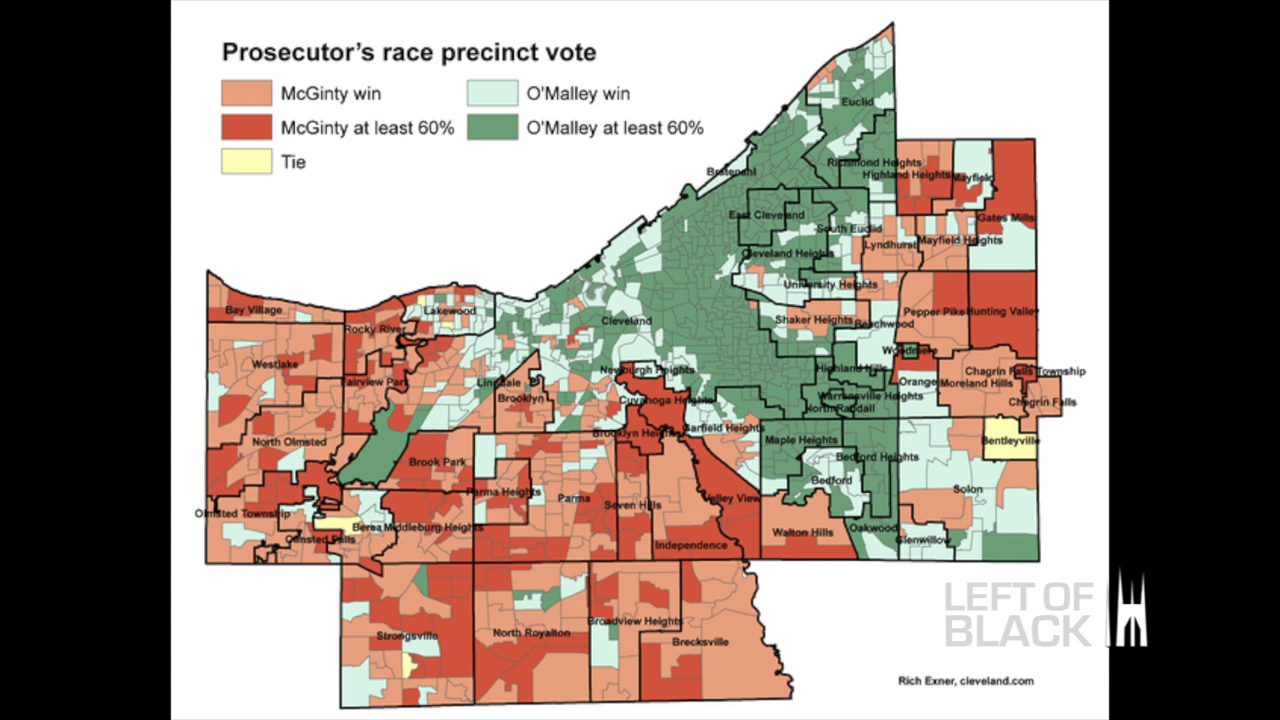 Prosecutor's race precinct vote
McGinty win
O'Malley win
McGinty at least 60%
O'Malley at least 60%
Tie
Euclid
Bratenahl
Richmond Heights
Highland Heights
Mayfield
East Cleveland
South Euclid
Gates Mills
Lyndhurst
Mayfield Heights
Cleveland Heights
University Heights
Bay Village
Lakewood
Rocky River
Cleveland
Shaker Heights
Beachwood
Pepper Pike
Hunting Valley
Woodmere
Westlake
Fairview Park
Linndale
Newburgh Heights
Highland Hills
Chagrin Falls Township
Orange
Moreland Hills
Brooklyn
Cuyahoga Heights
Warrensville Heights
North Randall
Chagrin Falls
North Olmsted
Brooklyn Heights
Garfield Heights
Maple Heights
Bentleyville
Brook Park
Bedford Heights
Parma Heights
Parma
Bedford
Solon
Seven Hills
Valley View
Olmsted Township
Berea
Middleburg Heights
Walton Hills
Oakwood
Olmsted Falls
Independence
Glenwillow
Strongsville
North Royalton
Broadview Heights
Brecksville
LEFT OF
BLACK
Rich Exner, cleveland.com